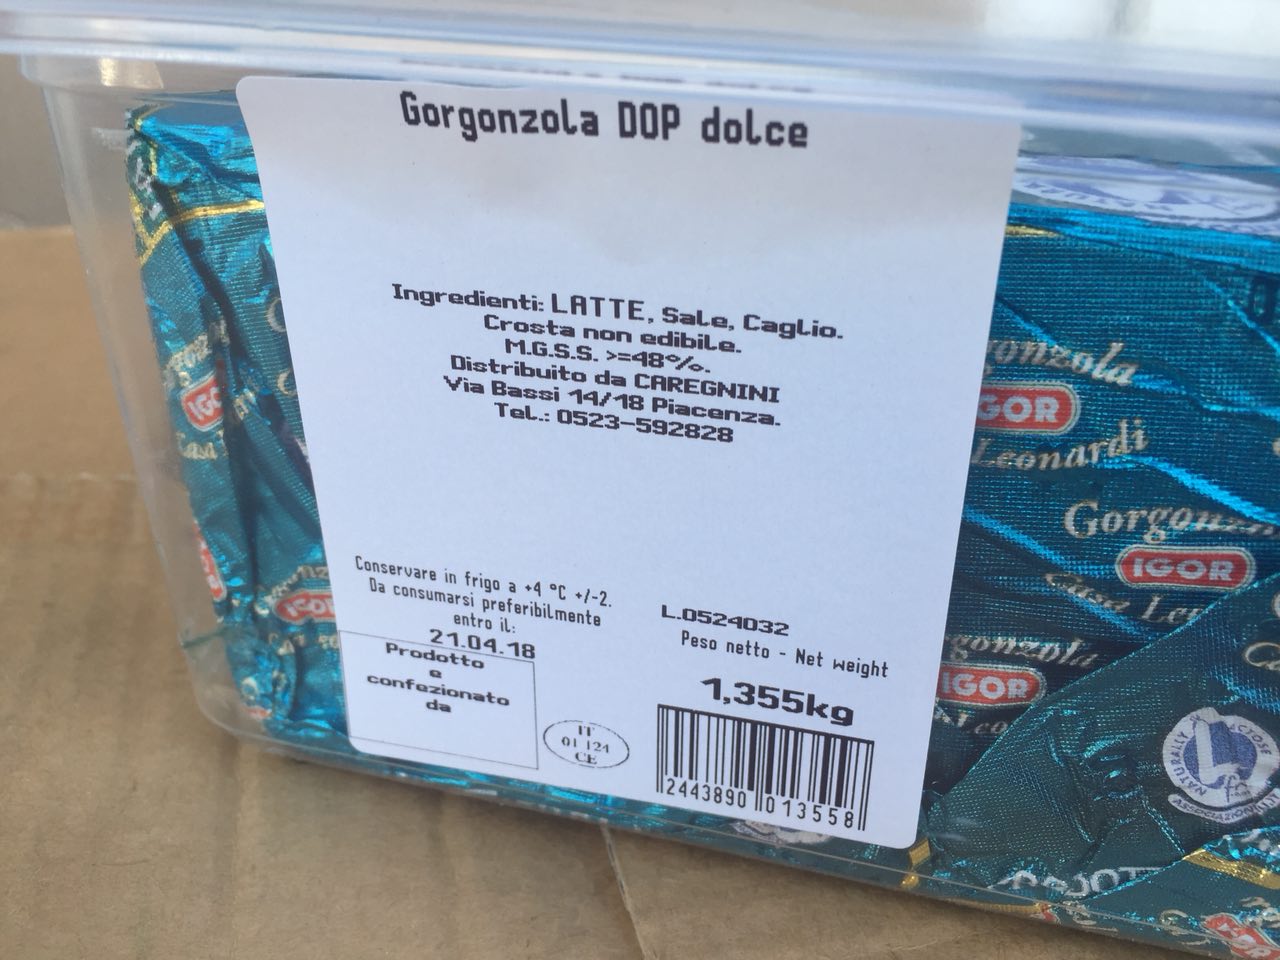 Gorgonzola DOP dolce
Ingredienti: LATTE, Sale, Caglio.
Crosta non edibile.
M.G.S.S. >=48%.
Distribuito da CAREGNINI
Via Bassi 14/18 Piacenza.
Tel.: 0523-592828
Conservare in frigo a +4 °C +/-2.
Da consumarsi preferibilmente
entro il:
21.04.18
Prodotto
e
confezionato
da
IT
01 124
CE
L.0524032
Peso netto - Net weight
1,355kg
2443890 013558
Leonardi
IGOR
Casa
IGOR
IGOR
NATURALLY